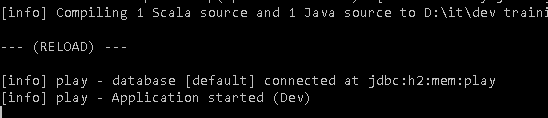 [info] Compiling 1 Scala source and 1 Java source to D:\it\dev traini
--- (RELOAD) ---
[info] play - database [default] connected at jdbc:h2:mem:play
[info] play - Application started (Dev)